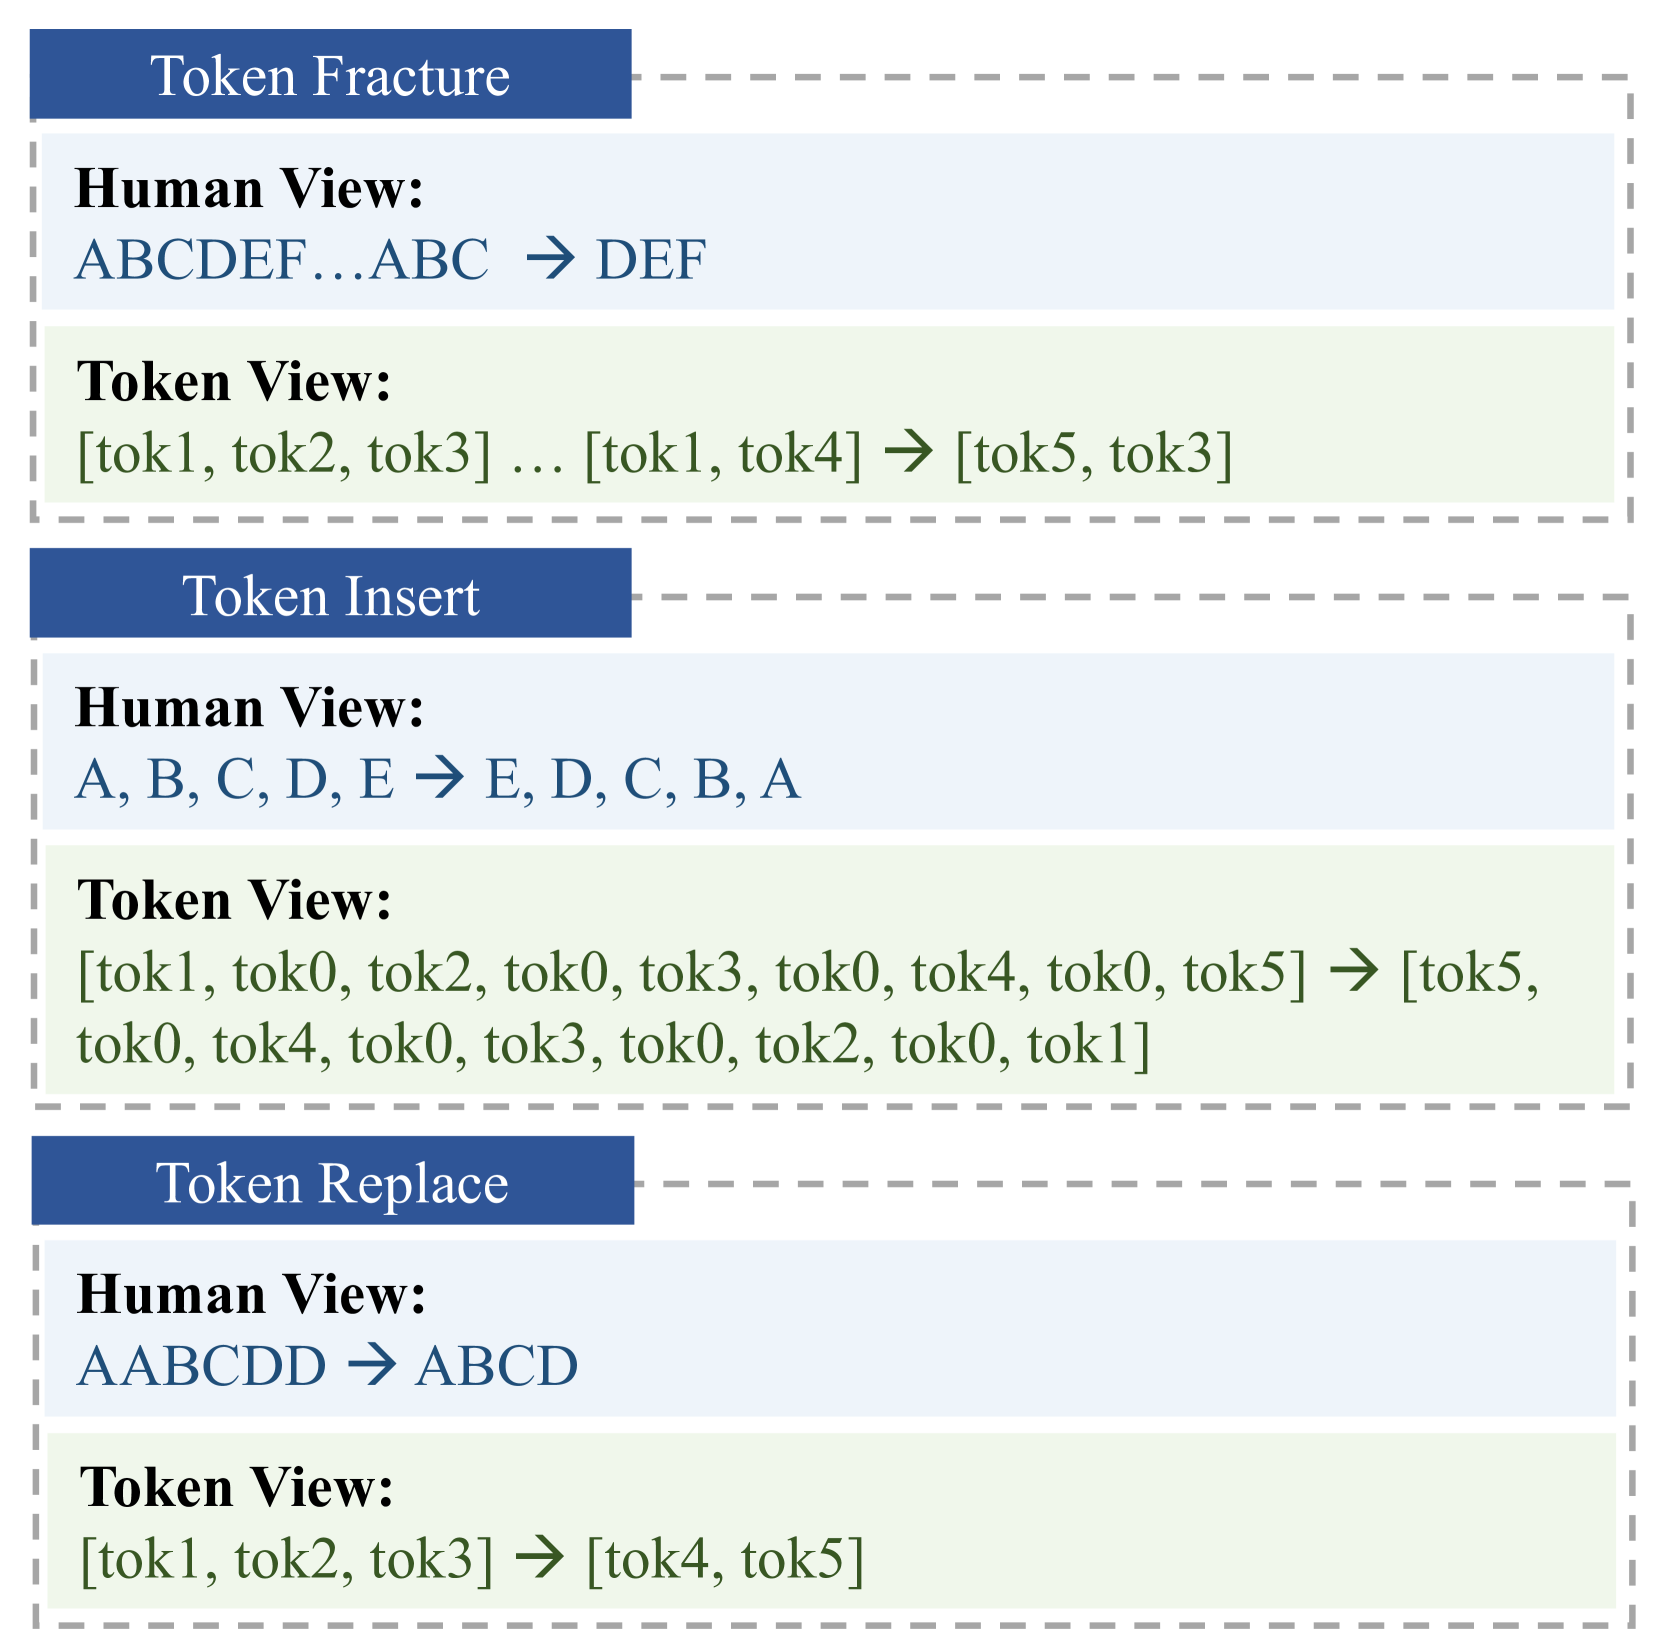 Token Fracture
Human View:
ABCDEF…ABC → DEF
Token View:
[tok1, tok2, tok3] … [tok1, tok4] → [tok5, tok3]
Token Insert
Human View:
A, B, C, D, E → E, D, C, B, A
Token View:
[tok1, tok0, tok2, tok0, tok3, tok0, tok4, tok0, tok5] → [tok5,
tok0, tok4, tok0, tok3, tok0, tok2, tok0, tok1]
Token Replace
Human View:
AABCDD → ABCD
Token View:
[tok1, tok2, tok3] → [tok4, tok5]